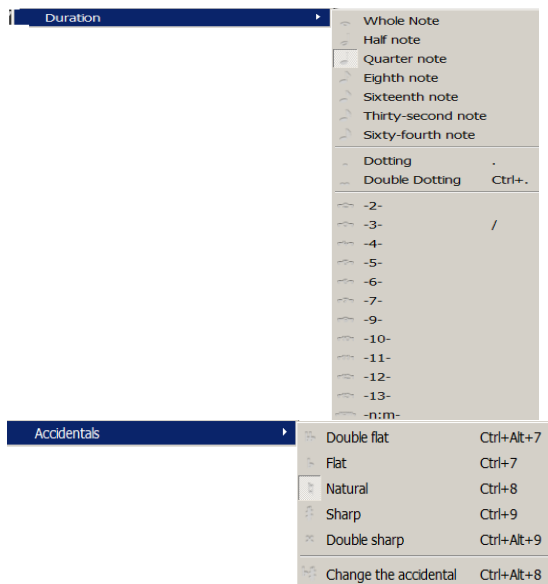 Duration
Whole Note
Half note
Quarter note
Eighth note
Sixteenth note
Thirty-second note
Sixty-fourth note
Dotting .
Double Dotting Ctrl+.
-2-
-3- /
-4-
-5-
-6-
-7-
-9-
-10-
-11-
-12-
-13-
-n:m-
Accidentals
Double flat Ctrl+Alt+7
Flat Ctrl+7
Natural Ctrl+8
Sharp Ctrl+9
Double sharp Ctrl+Alt+9
Change the accidental Ctrl+Alt+8